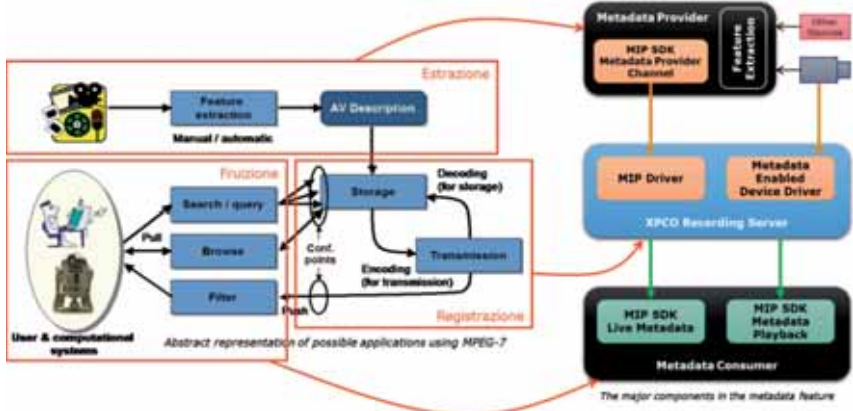 Estrazione
Feature
extraction
Manual / automatic
AV Description
Fruizione
Search / query
Pull
Browse
Filter
User & computational
systems
Storage
Decoding
(for storage)
Conf.
points
Transmission
Encoding
(for transmission)
Push
Registrazione
Abstract representation of possible applications using MPEG-7
Metadata Provider
MIP SDK
Metadata Provider
Channel
Feature
Extraction
Other
MIP Driver
Metadata
Enabled
Device Driver
XPCO Recording Server
MIP SDK
Live Metadata
MIP SDK
Metadata
Playback
Metadata Consumer
The major components in the metadata feature